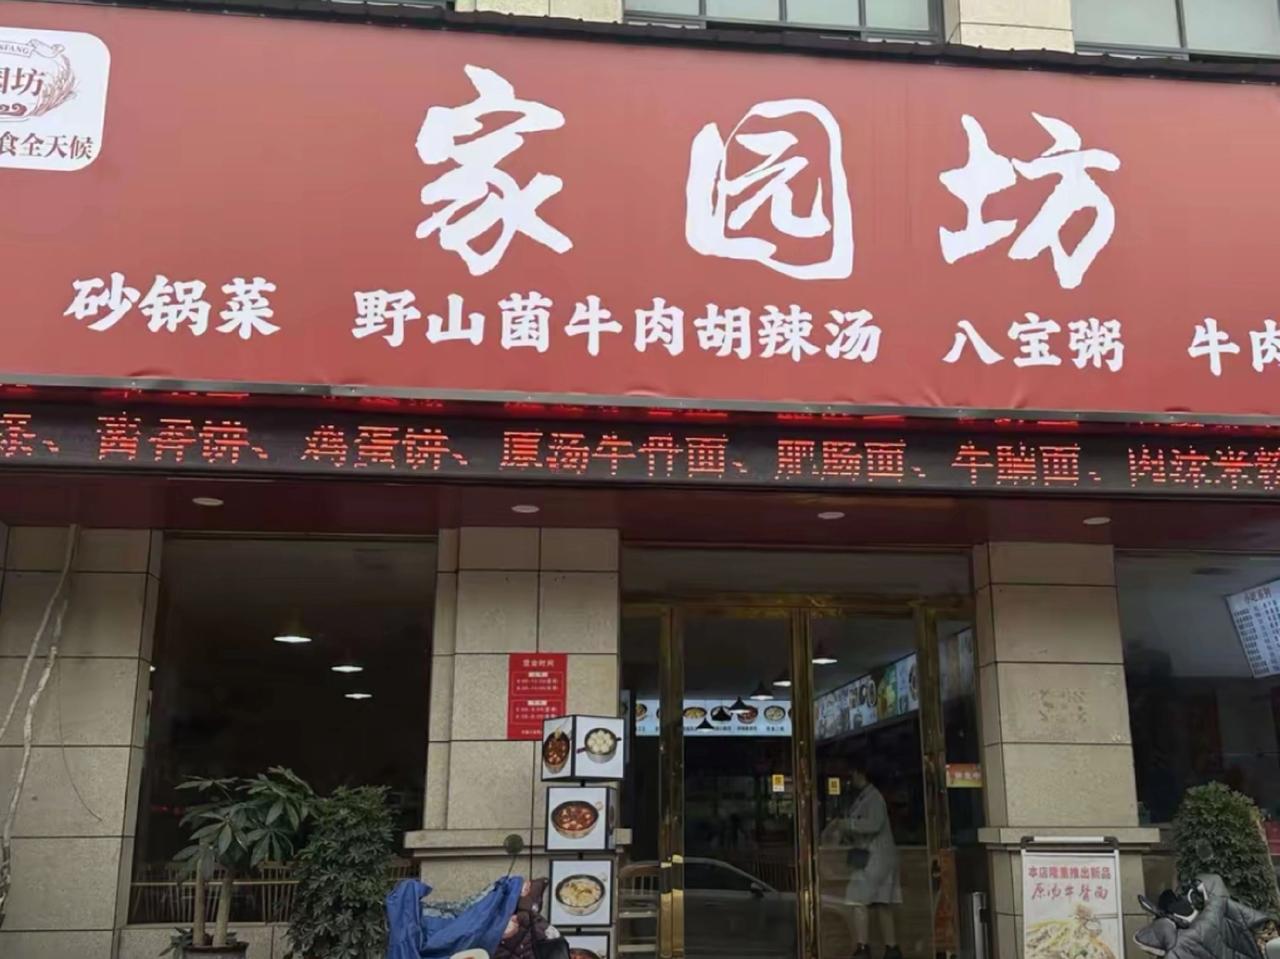 坊
食全天候
家园坊
砂锅菜 野山菌牛肉胡辣汤 八宝粥 牛肉
、酱香饼、鸡蛋饼、原汤牛骨面、肥肠面、牛腩面、肉沫米
营业时间
本店隆重推出新品
原汤牛骨面